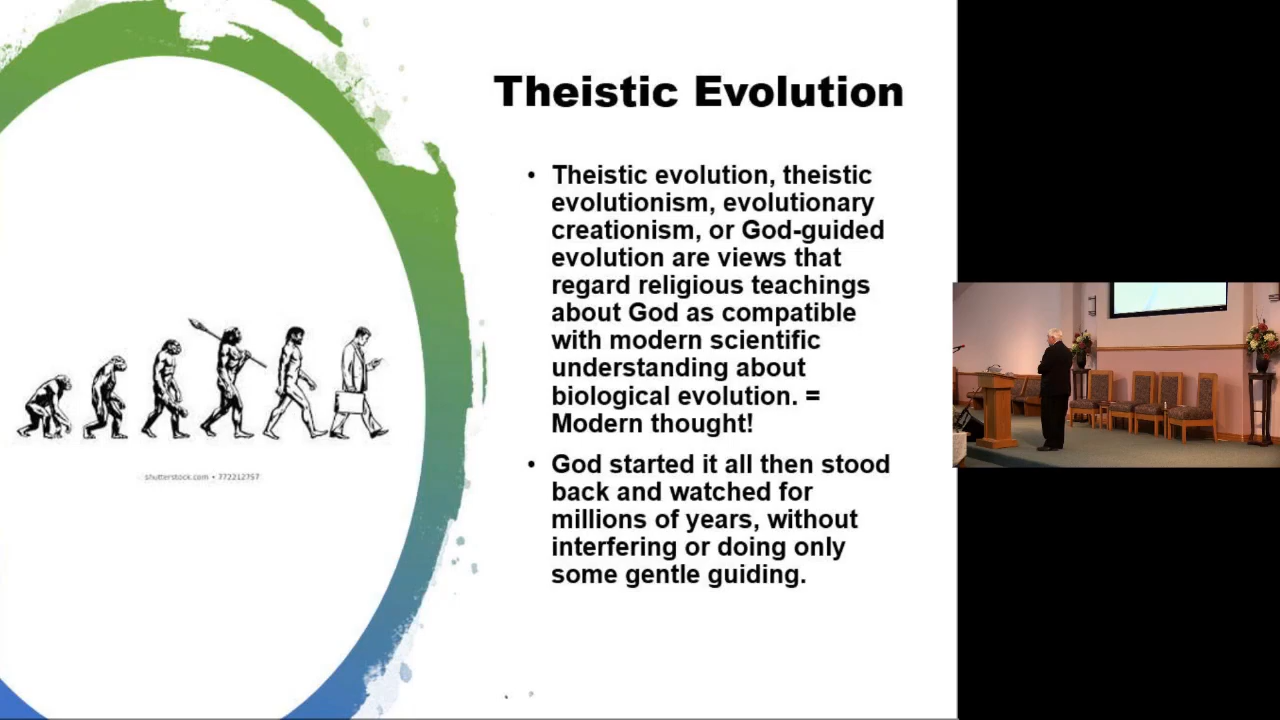 Theistic Evolution
• Theistic evolution, theistic
evolutionism, evolutionary
creationism, or God-guided
evolution are views that
regard religious teachings
about God as compatible
with modern scientific
understanding about
biological evolution. =
Modern thought!
• God started it all then stood
back and watched for
millions of years, without
interfering or doing only
some gentle guiding.
shutterstock.com • 772212757